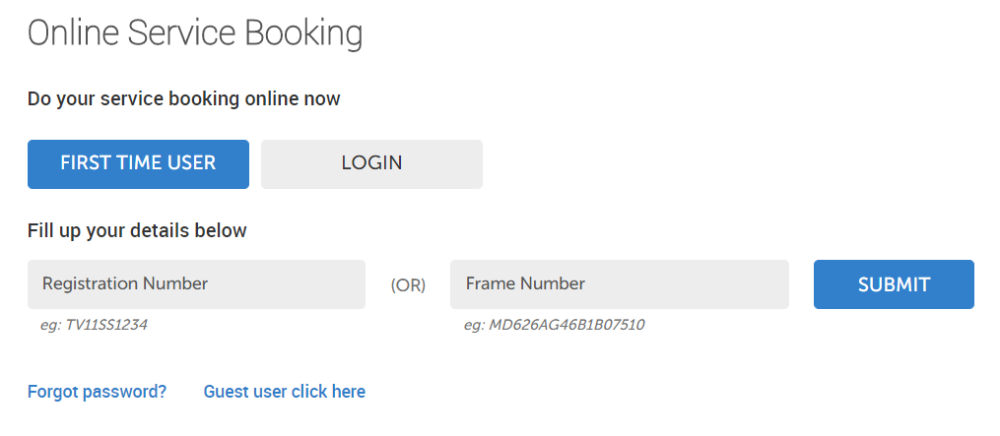 Online Service Booking
Do your service booking online now
FIRST TIME USER LOGIN
Fill up your details below
Registration Number (OR) Frame Number SUBMIT
eg: TV11SS1234 eg: MD626AG46B1B07510
Forgot password? Guest user click here